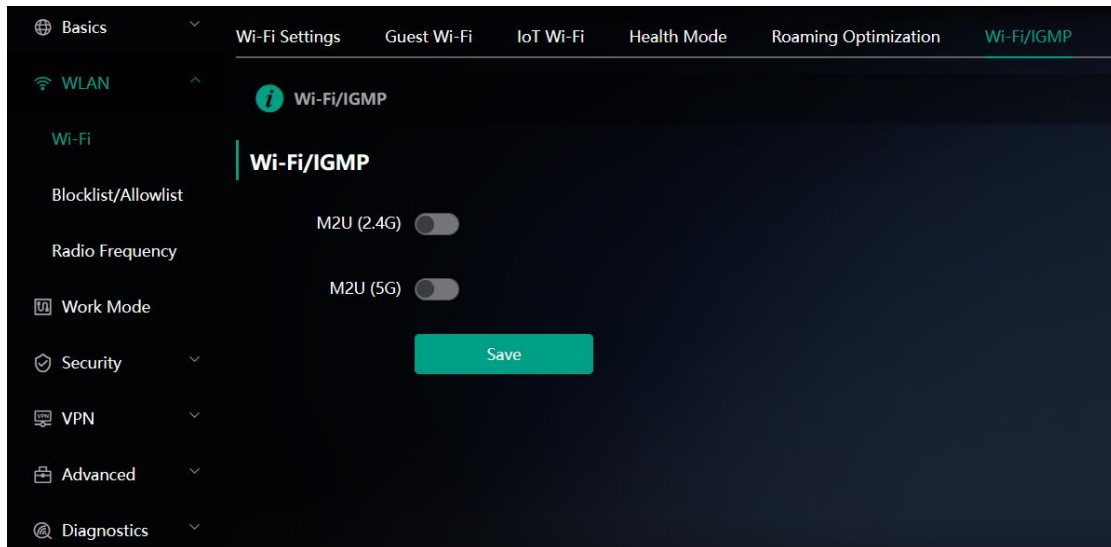 Basics
Wi-Fi Settings Guest Wi-Fi IoT Wi-Fi Health Mode Roaming Optimization Wi-Fi/IGMP
WLAN
i Wi-Fi/IGMP
Wi-Fi
Wi-Fi/IGMP
Blocklist/Allowlist
M2U (2.4G)
Radio Frequency
M2U (5G)
Work Mode
Save
Security
VPN VPN
Advanced
Diagnostics